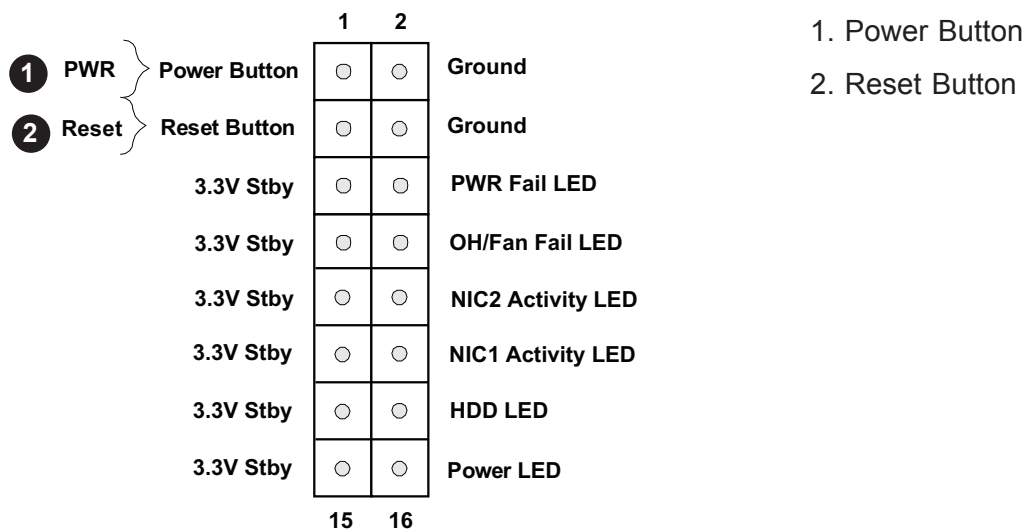 1 2
1 PWR Power Button Ground
2 Reset Reset Button Ground
3.3V Stby PWR Fail LED
3.3V Stby OH/Fan Fail LED
3.3V Stby NIC2 Activity LED
3.3V Stby NIC1 Activity LED
3.3V Stby HDD LED
3.3V Stby Power LED
15 16
1. Power Button
2. Reset Button